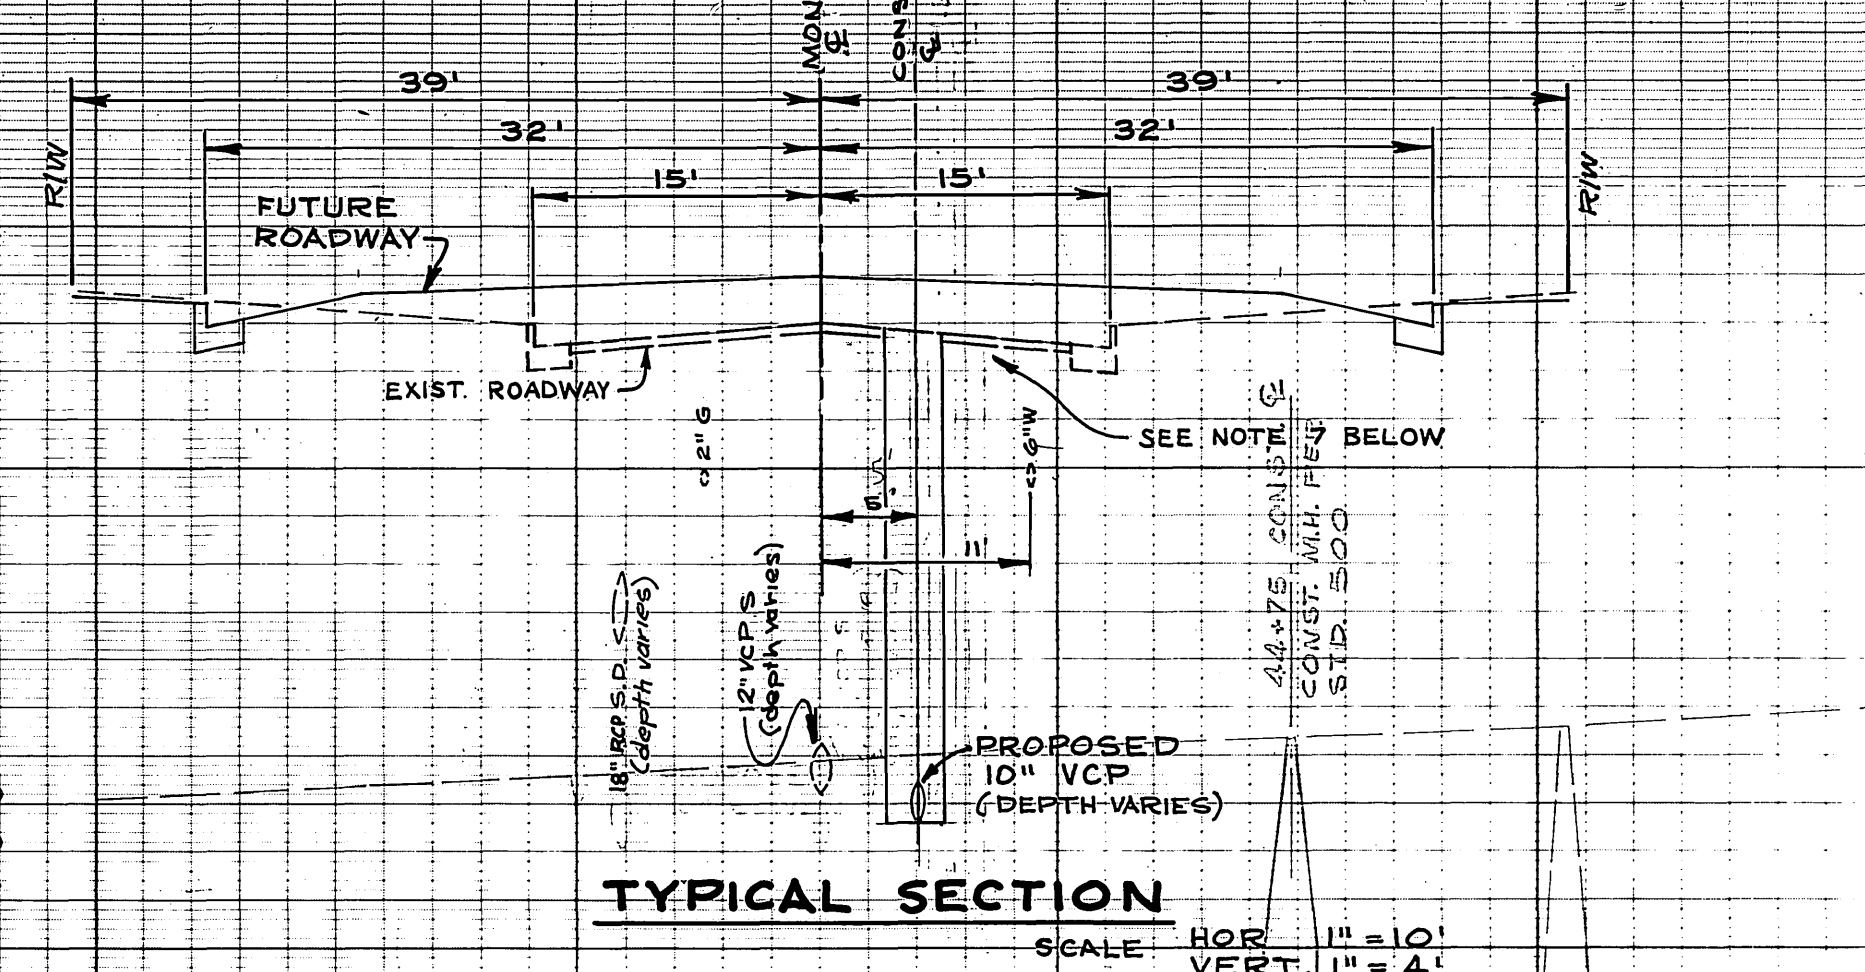 MON
℄
CONS
℄
39'
39'
32'
32'
15'
15'
R/W
R/W
FUTURE
ROADWAY
EXIST. ROADWAY
2" G
6" W
SEE NOTE 7 BELOW
5'
11'
18" RCP S.D.
(depth varies)
12" VCP S
(depth varies)
44+75 CONST. ℄
CONST. M.H. PER
STD. 500
PROPOSED
10" VCP
(DEPTH VARIES)
TYPICAL SECTION
SCALE HOR 1" = 10'
VERT. 1" = 4'